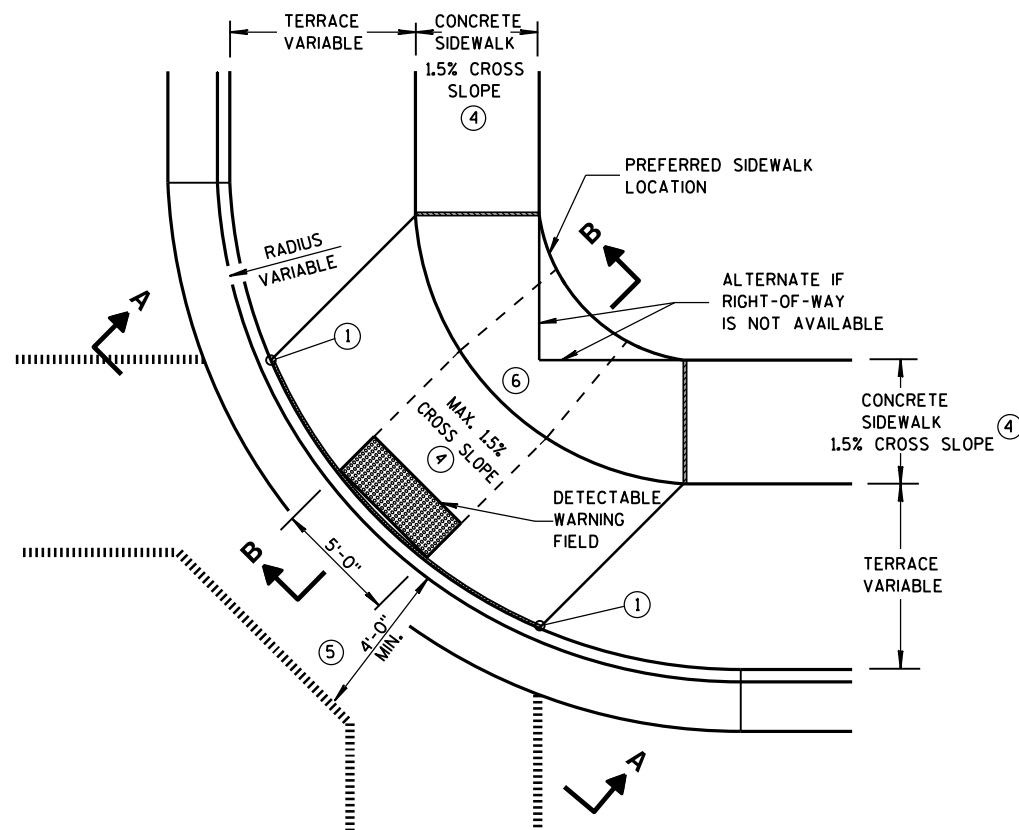 TERRACE
VARIABLE
CONCRETE
SIDEWALK
1.5% CROSS
SLOPE
4
PREFERRED SIDEWALK
LOCATION
B
RADIUS
VARIABLE
ALTERNATE IF
RIGHT-OF-WAY
IS NOT AVAILABLE
A
1
6
MAX. 1.5%
CROSS SLOPE
4
CONCRETE
SIDEWALK
1.5% CROSS SLOPE 4
DETECTABLE
WARNING
FIELD
B
5'-0"
TERRACE
VARIABLE
1
4'-0"
MIN.
5
A